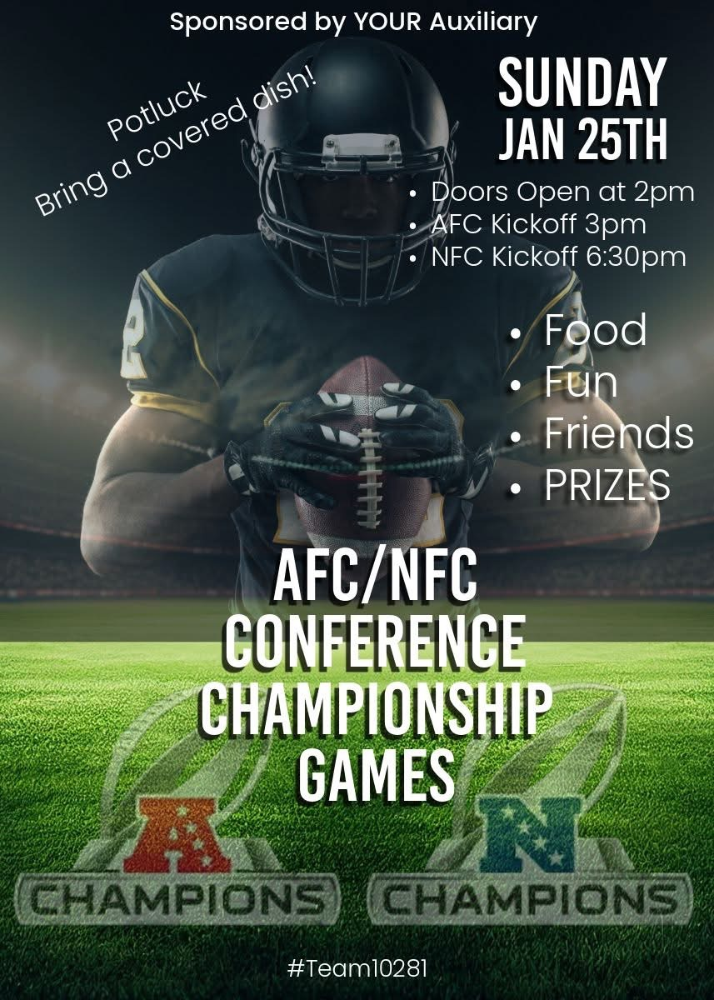 Sponsored by YOUR Auxiliary
Potluck
Bring a covered dish!
SUNDAY
JAN 25TH
• Doors Open at 2pm
• AFC Kickoff 3pm
• NFC Kickoff 6:30pm
• Food
• Fun
• Friends
• PRIZES
2
AFC/NFC
CONFERENCE
CHAMPIONSHIP
GAMES
A
CHAMPIONS
N
CHAMPIONS
#Team10281